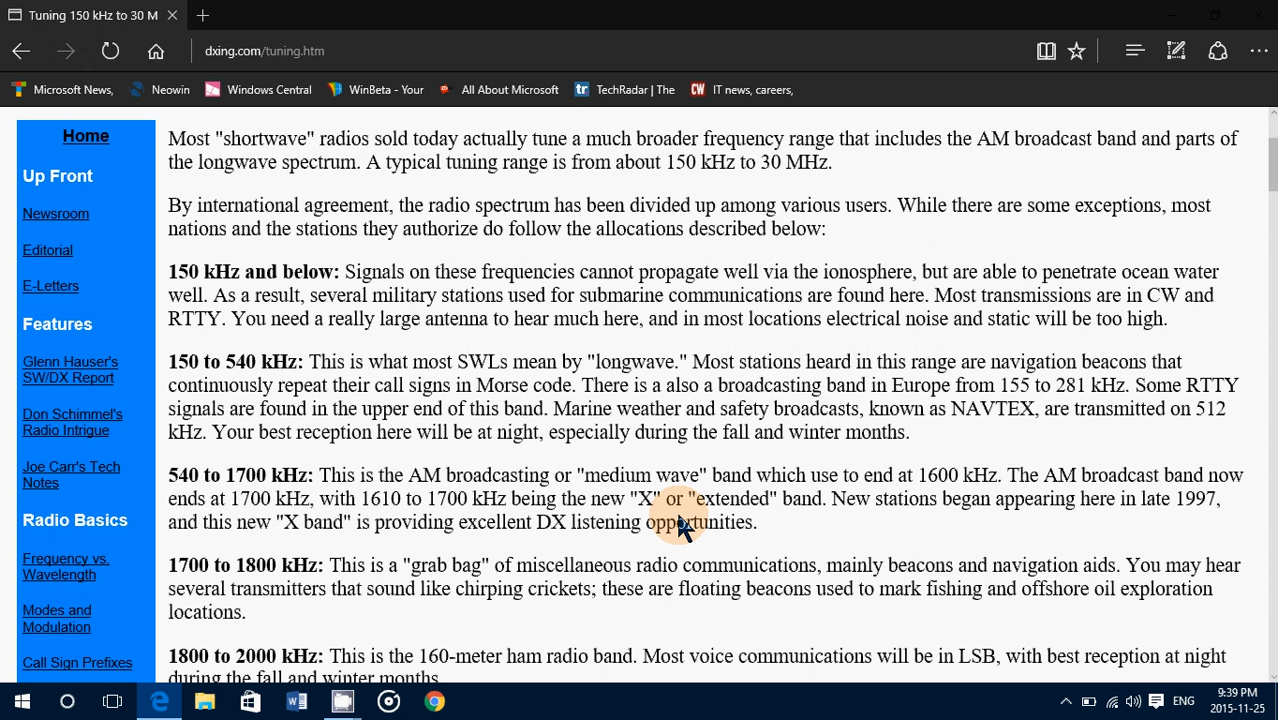 Tuning 150 kHz to 30 M
dxing.com/tuning.htm
Microsoft News,
Neowin
Windows Central
WinBeta - Your
All About Microsoft
tr TechRadar | The
CW IT news, careers,
Home
Up Front
Newsroom
Editorial
E-Letters
Features
Glenn Hauser's
SW/DX Report
Don Schimmel's
Radio Intrigue
Joe Carr's Tech
Notes
Radio Basics
Frequency vs.
Wavelength
Modes and
Modulation
Call Sign Prefixes
Most "shortwave" radios sold today actually tune a much broader frequency range that includes the AM broadcast band and parts of
the longwave spectrum. A typical tuning range is from about 150 kHz to 30 MHz.
By international agreement, the radio spectrum has been divided up among various users. While there are some exceptions, most
nations and the stations they authorize do follow the allocations described below:
150 kHz and below: Signals on these frequencies cannot propagate well via the ionosphere, but are able to penetrate ocean water
well. As a result, several military stations used for submarine communications are found here. Most transmissions are in CW and
RTTY. You need a really large antenna to hear much here, and in most locations electrical noise and static will be too high.
150 to 540 kHz: This is what most SWLs mean by "longwave." Most stations heard in this range are navigation beacons that
continuously repeat their call signs in Morse code. There is a also a broadcasting band in Europe from 155 to 281 kHz. Some RTTY
signals are found in the upper end of this band. Marine weather and safety broadcasts, known as NAVTEX, are transmitted on 512
kHz. Your best reception here will be at night, especially during the fall and winter months.
540 to 1700 kHz: This is the AM broadcasting or "medium wave" band which use to end at 1600 kHz. The AM broadcast band now
ends at 1700 kHz, with 1610 to 1700 kHz being the new "X" or "extended" band. New stations began appearing here in late 1997,
and this new "X band" is providing excellent DX listening opportunities.
1700 to 1800 kHz: This is a "grab bag" of miscellaneous radio communications, mainly beacons and navigation aids. You may hear
several transmitters that sound like chirping crickets; these are floating beacons used to mark fishing and offshore oil exploration
locations.
1800 to 2000 kHz: This is the 160-meter ham radio band. Most voice communications will be in LSB, with best reception at night
during the fall and winter months.
ENG
9:39 PM
2015-11-25